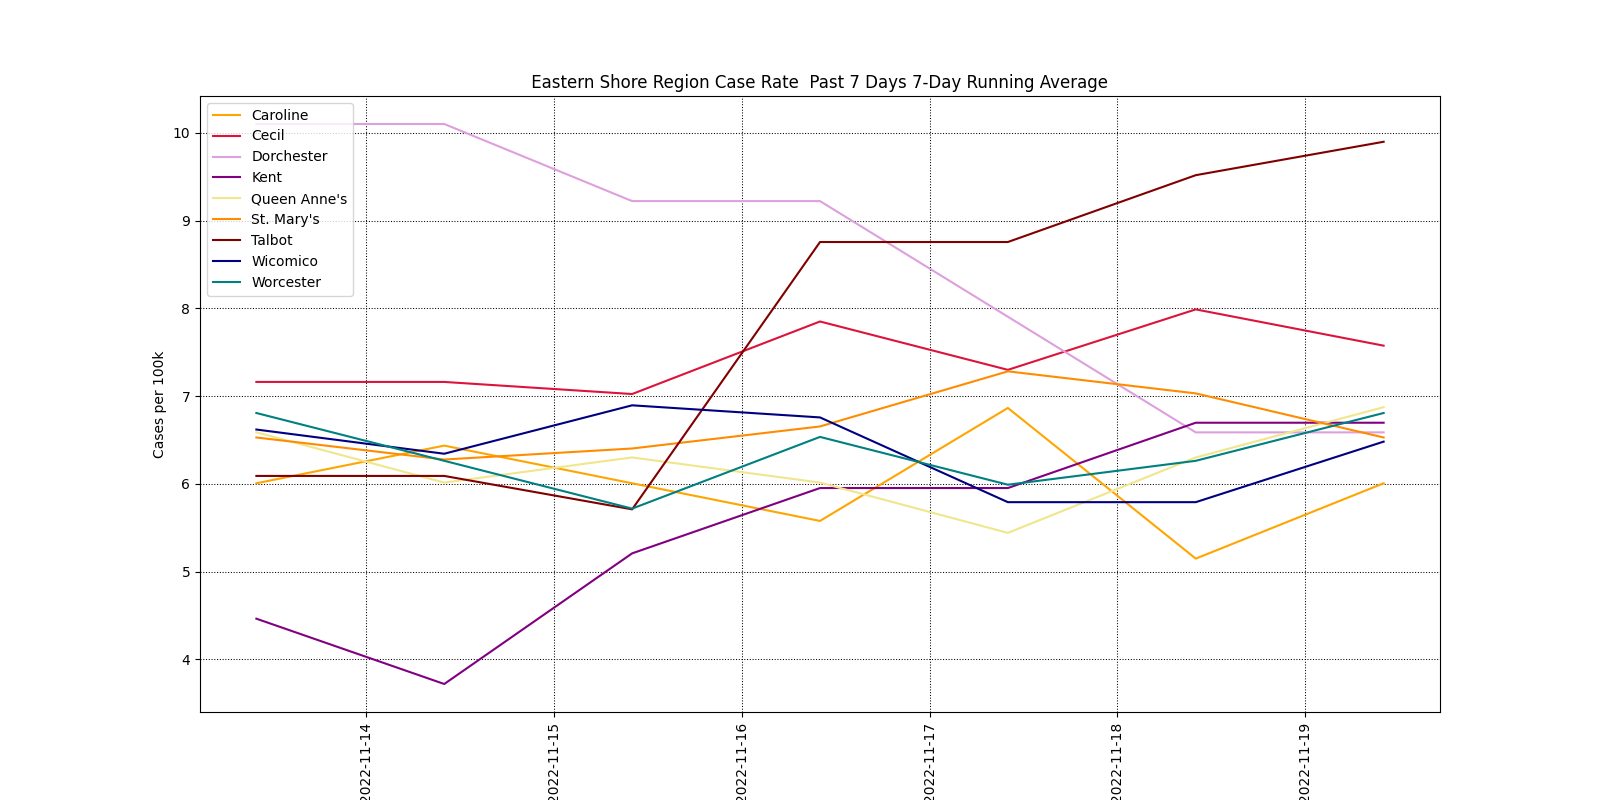 Eastern Shore Region Case Rate  Past 7 Days 7-Day Running Average
Caroline
Cecil
Dorchester
Kent
Queen Anne's
St. Mary's
Talbot
Wicomico
Worcester
10
9
8
7
6
5
4
Cases per 100k
2022-11-14
2022-11-15
2022-11-16
2022-11-17
2022-11-18
2022-11-19